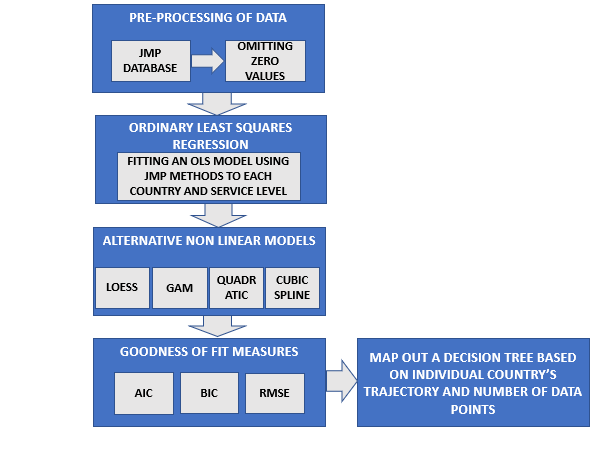 PRE-PROCESSING OF DATA
JMP
DATABASE
OMITTING
ZERO
VALUES
ORDINARY LEAST SQUARES
REGRESSION
FITTING AN OLS MODEL USING
JMP METHODS TO EACH
COUNTRY AND SERVICE LEVEL
ALTERNATIVE NON LINEAR MODELS
LOESS
GAM
QUADR
ATIC
CUBIC
SPLINE
GOODNESS OF FIT MEASURES
AIC
BIC
RMSE
MAP OUT A DECISION TREE BASED
ON INDIVIDUAL COUNTRY’S
TRAJECTORY AND NUMBER OF DATA
POINTS